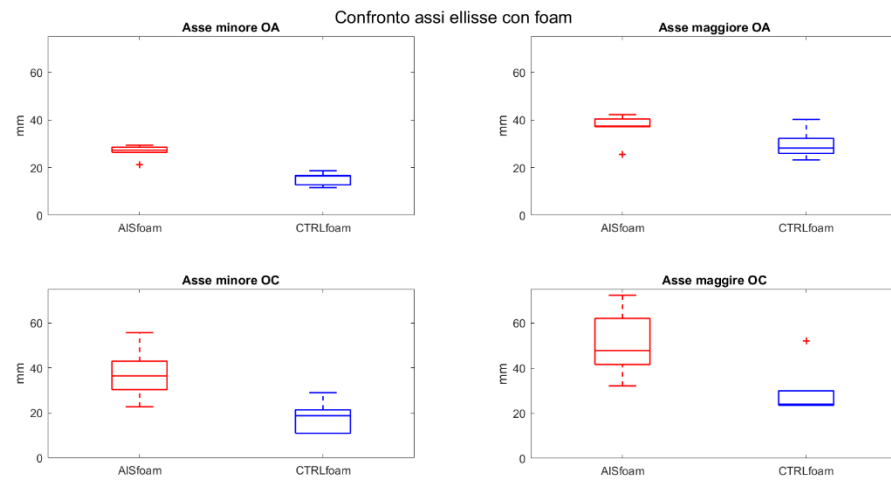 Confronto assi ellisse con foam
Asse minore OA
60
40
20
0
mm
AISfoam
CTRLfoam
Asse maggiore OA
60
40
20
0
mm
AISfoam
CTRLfoam
Asse minore OC
60
40
20
0
mm
AISfoam
CTRLfoam
Asse maggire OC
60
40
20
0
mm
AISfoam
CTRLfoam